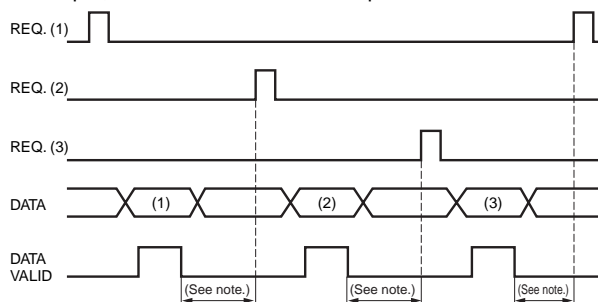 REQ. (1)
REQ. (2)
REQ. (3)
DATA
(1)
(2)
(3)
DATA
VALID
(See note.)
(See note.)
(See note.)